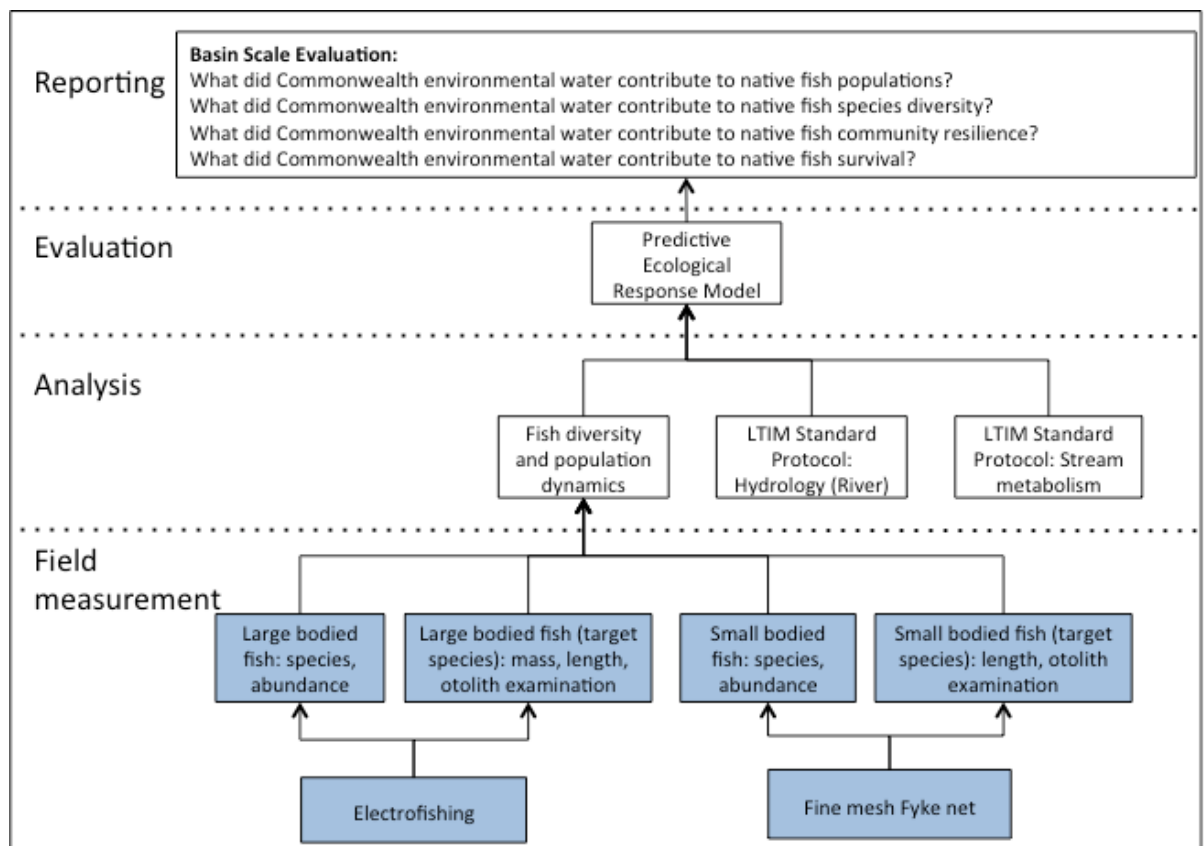 Reporting
Basin Scale Evaluation:
What did Commonwealth environmental water contribute to native fish populations?
What did Commonwealth environmental water contribute to native fish species diversity?
What did Commonwealth environmental water contribute to native fish community resilience?
What did Commonwealth environmental water contribute to native fish survival?
Evaluation
Predictive
Ecological
Response Model
Analysis
Fish diversity
and population
dynamics
LTIM Standard
Protocol:
Hydrology (River)
LTIM Standard
Protocol: Stream
metabolism
Field
measurement
Large bodied
fish: species,
abundance
Large bodied fish (target
species): mass, length,
otolith examination
Small bodied
fish: species,
abundance
Small bodied fish (target
species): length, otolith
examination
Electrofishing
Fine mesh Fyke net